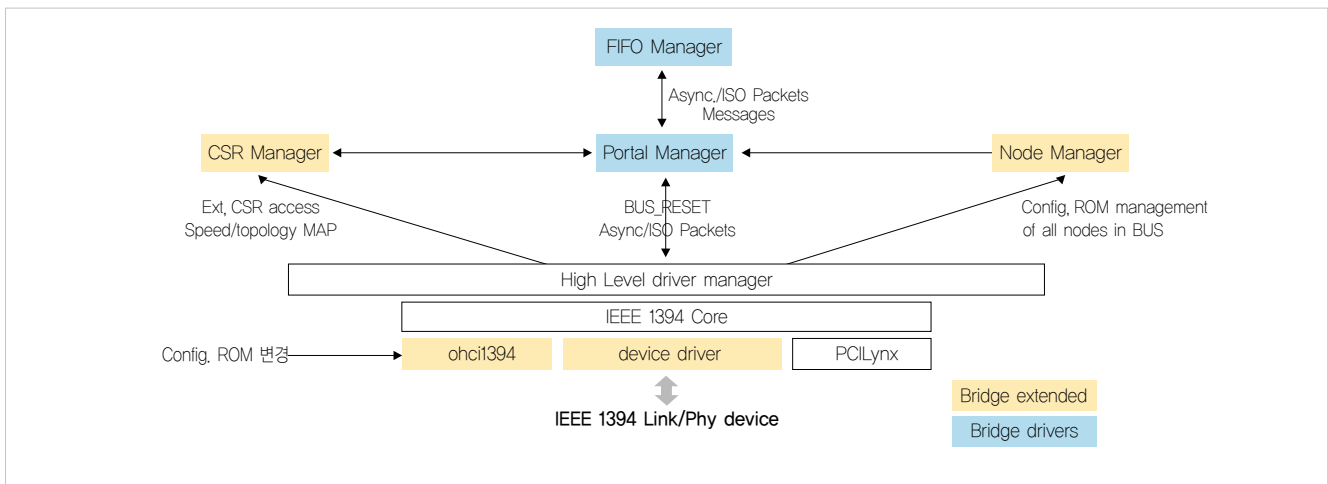 FIFO Manager
Async./ISO Packets
Messages
CSR Manager
Portal Manager
Node Manager
Ext, CSR access
Speed/topology MAP
BUS_RESET
Async/ISO Packets
Config, ROM management
of all nodes in BUS
High Level driver manager
IEEE 1394 Core
Config, ROM 변경
ohci1394
device driver
PCILynx
IEEE 1394 Link/Phy device
Bridge extended
Bridge drivers